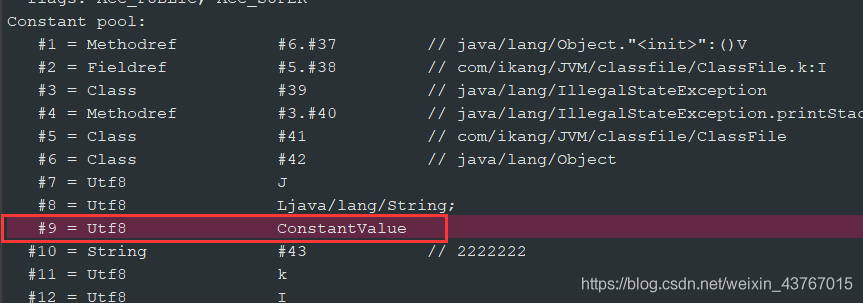 flags: ACC_PUBLIC, ACC_SUPER
Constant pool:
#1 = Methodref #6.#37 // java/lang/Object."<init>":()V
#2 = Fieldref #5.#38 // com/ikang/JVM/classfile/ClassFile.k:I
#3 = Class #39 // java/lang/IllegalStateException
#4 = Methodref #3.#40 // java/lang/IllegalStateException.printStac
#5 = Class #41 // com/ikang/JVM/classfile/ClassFile
#6 = Class #42 // java/lang/Object
#7 = Utf8 J
#8 = Utf8 Ljava/lang/String;
#9 = Utf8 ConstantValue
#10 = String #43 // 2222222
#11 = Utf8 k
#12 = Utf8 I
https://blog.csdn.net/weixin_43767015